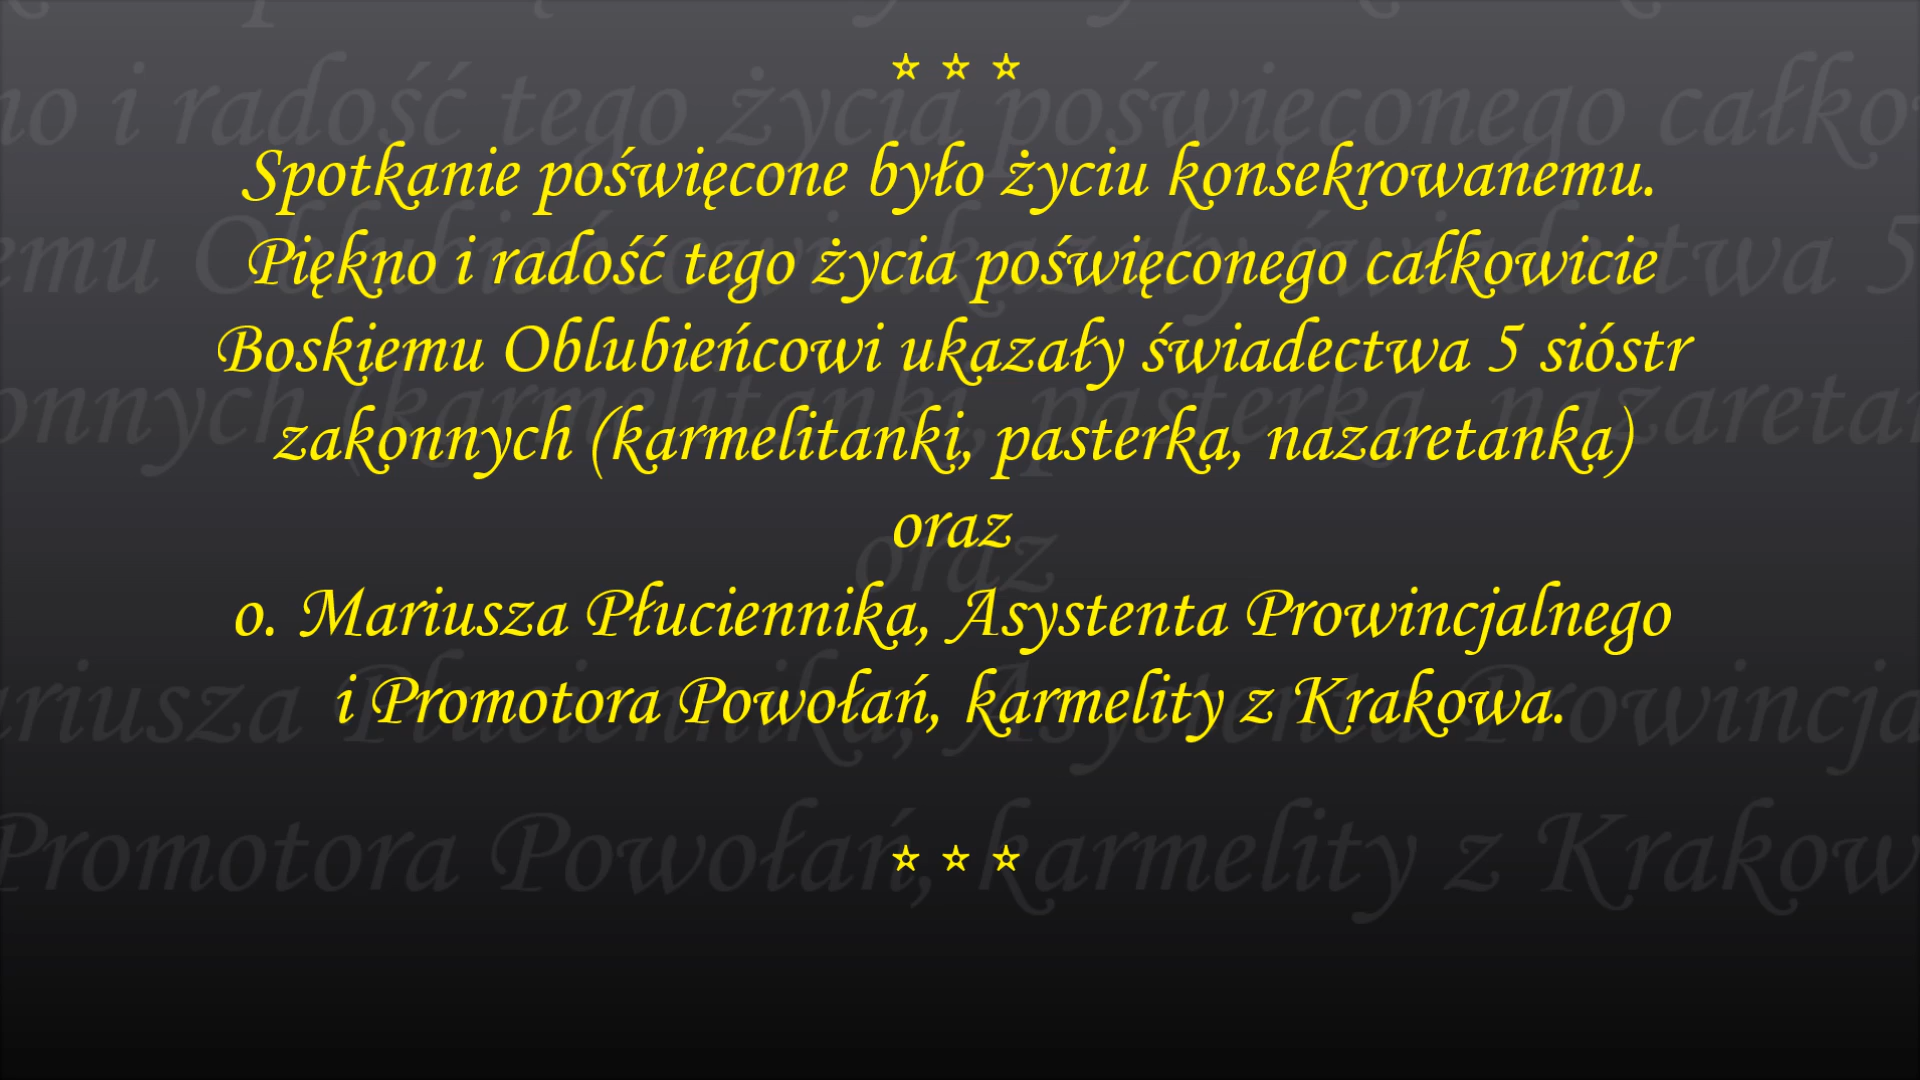 * * *
Spotkanie poświęcone było życiu konsekrowanemu.
Piękno i radość tego życia poświęconego całkowicie
Boskiemu Oblubieńcowi ukazały świadectwa 5 sióstr
zakonnych (karmelitanki, pasterka, nazaretanka)
oraz
o. Mariusza Płuciennika, Asystenta Prowincjalnego
i Promotora Powołań, karmelity z Krakowa.
* * *